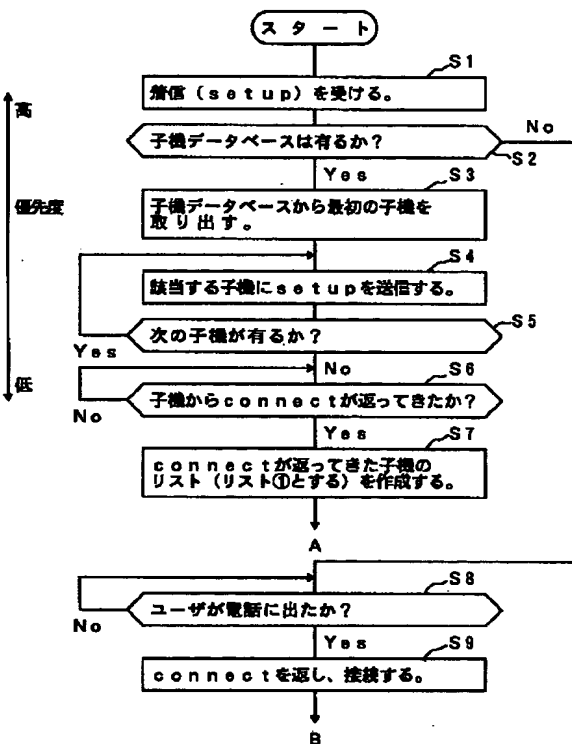 スタート
S1
着信(setup)を受ける。
高
No
子機データベースは有るか?
S2
Yes
S3
優先度
子機データベースから最初の子機を
取り出す。
S4
該当する子機にsetupを送信する。
S5
次の子機が有るか?
Yes
No
S6
低
子機からconnectが返ってきたか?
No
Yes
S7
connectが返ってきた子機の
リスト(リスト①とする)を作成する。
A
S8
ユーザが電話に出たか?
No
Yes
S9
connectを返し、接続する。
B